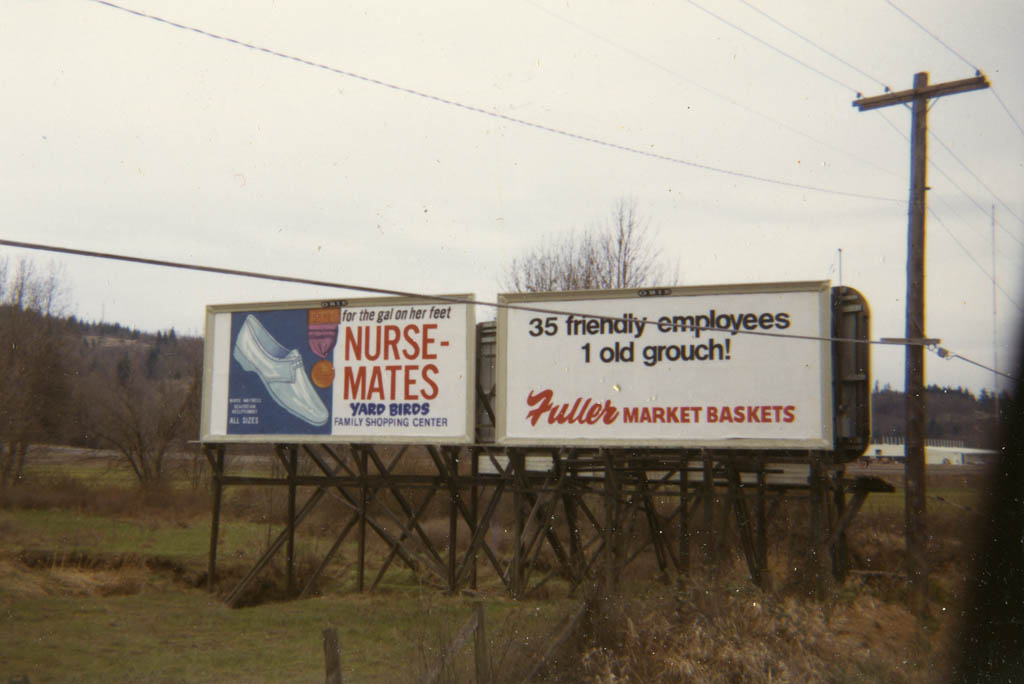 for the gal on her feet
NURSE-
MATES
YARD BIRDS
FAMILY SHOPPING CENTER
ALL SIZES
35 friendly employees
1 old grouch!
Fuller MARKET BASKETS